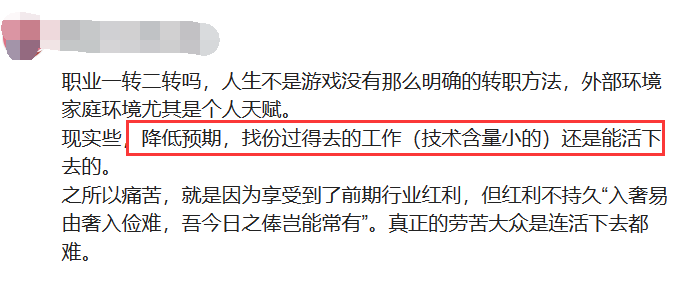 职业一转二转吗，人生不是游戏没有那么明确的转职方法，外部环境
家庭环境尤其是个人天赋。
现实些，降低预期，找份过得去的工作（技术含量小的）还是能活下
去的。
之所以痛苦，就是因为享受到了前期行业红利，但红利不持久“入奢易
由奢入俭难，吾今日之俸岂能常有”。真正的劳苦大众是连活下去都
难。